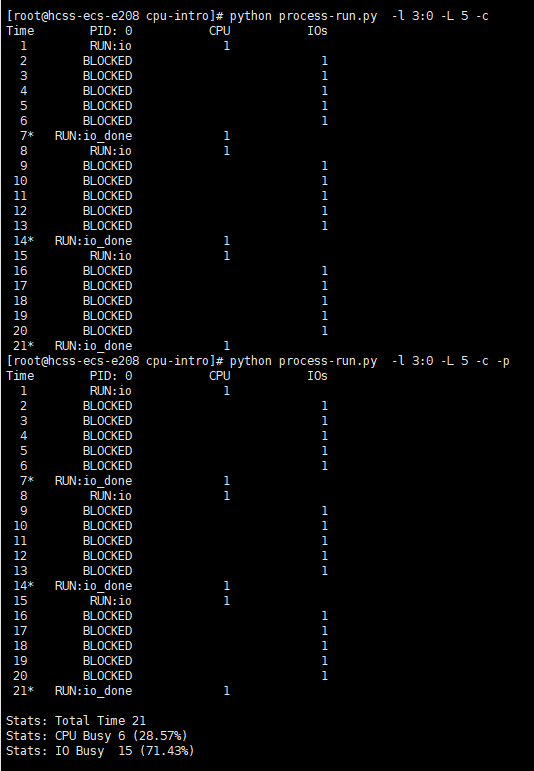 [root@hcss-ecs-e208 cpu-intro]# python process-run.py  -l 3:0 -L 5 -c
Time        PID: 0           CPU           IOs
  1         RUN:io             1
  2        BLOCKED                           1
  3        BLOCKED                           1
  4        BLOCKED                           1
  5        BLOCKED                           1
  6        BLOCKED                           1
  7*   RUN:io_done             1
  8         RUN:io             1
  9        BLOCKED                           1
 10        BLOCKED                           1
 11        BLOCKED                           1
 12        BLOCKED                           1
 13        BLOCKED                           1
 14*   RUN:io_done             1
 15         RUN:io             1
 16        BLOCKED                           1
 17        BLOCKED                           1
 18        BLOCKED                           1
 19        BLOCKED                           1
 20        BLOCKED                           1
 21*   RUN:io_done             1
[root@hcss-ecs-e208 cpu-intro]# python process-run.py  -l 3:0 -L 5 -c -p
Time        PID: 0           CPU           IOs
  1         RUN:io             1
  2        BLOCKED                           1
  3        BLOCKED                           1
  4        BLOCKED                           1
  5        BLOCKED                           1
  6        BLOCKED                           1
  7*   RUN:io_done             1
  8         RUN:io             1
  9        BLOCKED                           1
 10        BLOCKED                           1
 11        BLOCKED                           1
 12        BLOCKED                           1
 13        BLOCKED                           1
 14*   RUN:io_done             1
 15         RUN:io             1
 16        BLOCKED                           1
 17        BLOCKED                           1
 18        BLOCKED                           1
 19        BLOCKED                           1
 20        BLOCKED                           1
 21*   RUN:io_done             1

Stats: Total Time 21
Stats: CPU Busy 6 (28.57%)
Stats: IO Busy  15 (71.43%)